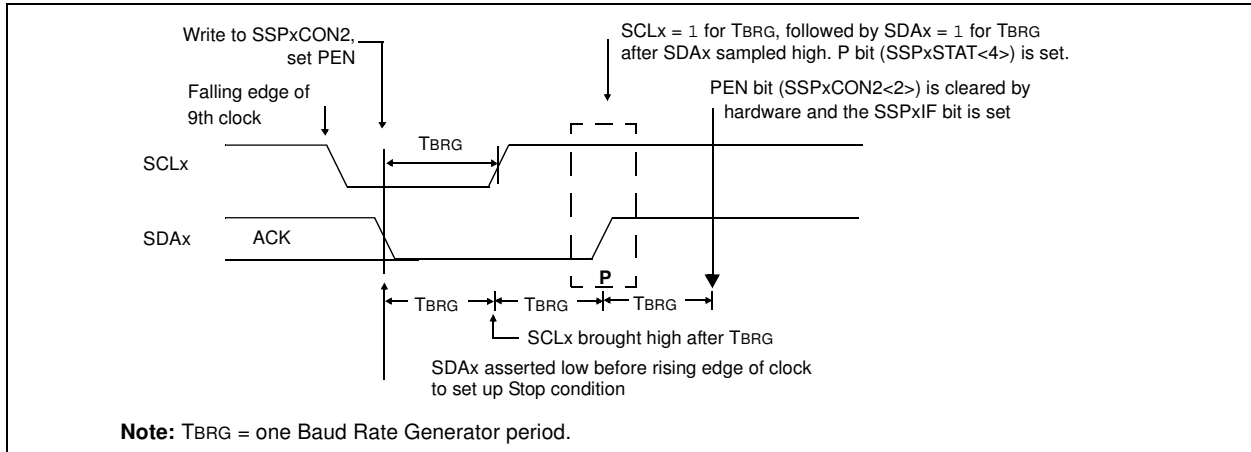 Write to SSPxCON2,
set PEN
SCLx = 1 for TBRG, followed by SDAx = 1 for TBRG
after SDAx sampled high. P bit (SSPxSTAT<4>) is set.
Falling edge of
9th clock
PEN bit (SSPxCON2<2>) is cleared by
hardware and the SSPxIF bit is set
TBRG
SCLx
SDAx
ACK
P
TBRG
TBRG
TBRG
SCLx brought high after TBRG
SDAx asserted low before rising edge of clock
to set up Stop condition
Note: TBRG = one Baud Rate Generator period.